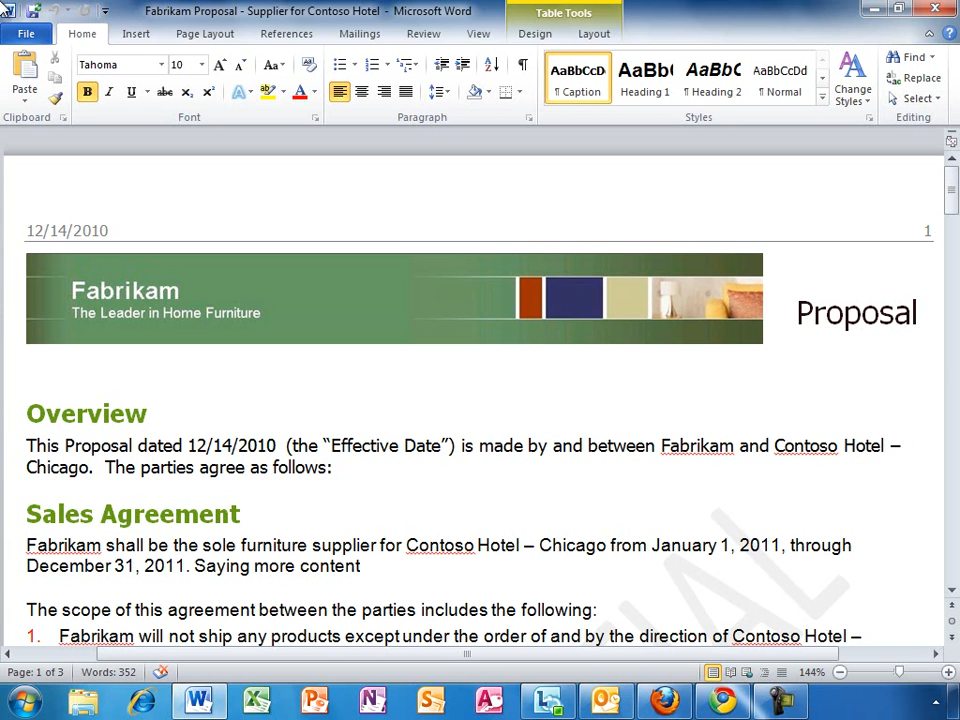 Fabrikam Proposal - Supplier for Contoso Hotel - Microsoft Word
Table Tools
File Home Insert Page Layout References Mailings Review View Design Layout
Paste
Clipboard
Tahoma 10
B I U abc x₂ x²
Aa
Font
Paragraph
AaBbCcD AaBb( AaBbC AaBbCcDd
¶ Caption Heading 1 ¶ Heading 2 ¶ Normal
Change Styles
Styles
Find
Replace
Select
Editing
12/14/2010 1
Fabrikam
The Leader in Home Furniture
Proposal
Overview
This Proposal dated 12/14/2010 (the “Effective Date”) is made by and between Fabrikam and Contoso Hotel –
Chicago. The parties agree as follows:
Sales Agreement
Fabrikam shall be the sole furniture supplier for Contoso Hotel – Chicago from January 1, 2011, through
December 31, 2011. Saying more content
The scope of this agreement between the parties includes the following:
1. Fabrikam will not ship any products except under the order of and by the direction of Contoso Hotel –
Page: 1 of 3 Words: 352 144%